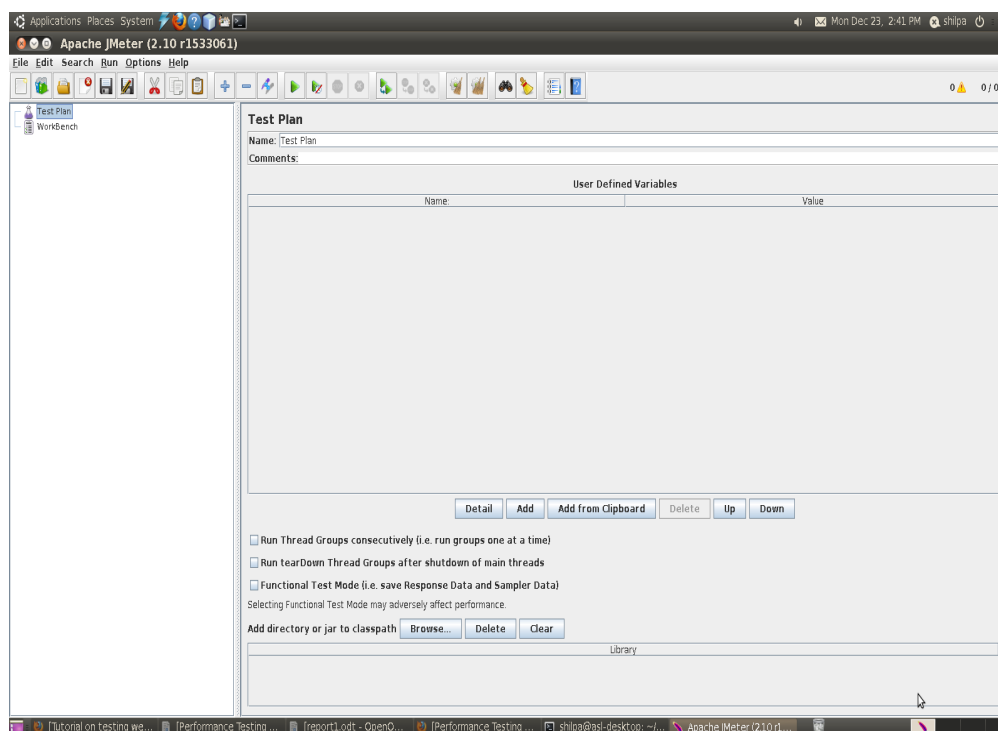 Applications Places System
Mon Dec 23, 2:41 PM shilpa
Apache JMeter (2.10 r1533061)
File Edit Search Run Options Help
0 0 / 0
Test Plan
WorkBench
Test Plan
Name: Test Plan
Comments:
User Defined Variables
Name: Value
Detail Add Add from Clipboard Delete Up Down
Run Thread Groups consecutively (i.e. run groups one at a time)
Run tearDown Thread Groups after shutdown of main threads
Functional Test Mode (i.e. save Response Data and Sampler Data)
Selecting Functional Test Mode may adversely affect performance.
Add directory or jar to classpath Browse... Delete Clear
Library
[Tutorial on testing we... [Performance Testing ... [report1.odt - OpenO... [Performance Testing ... shilpa@asl-desktop: ~/... Apache JMeter (2.10 r1...